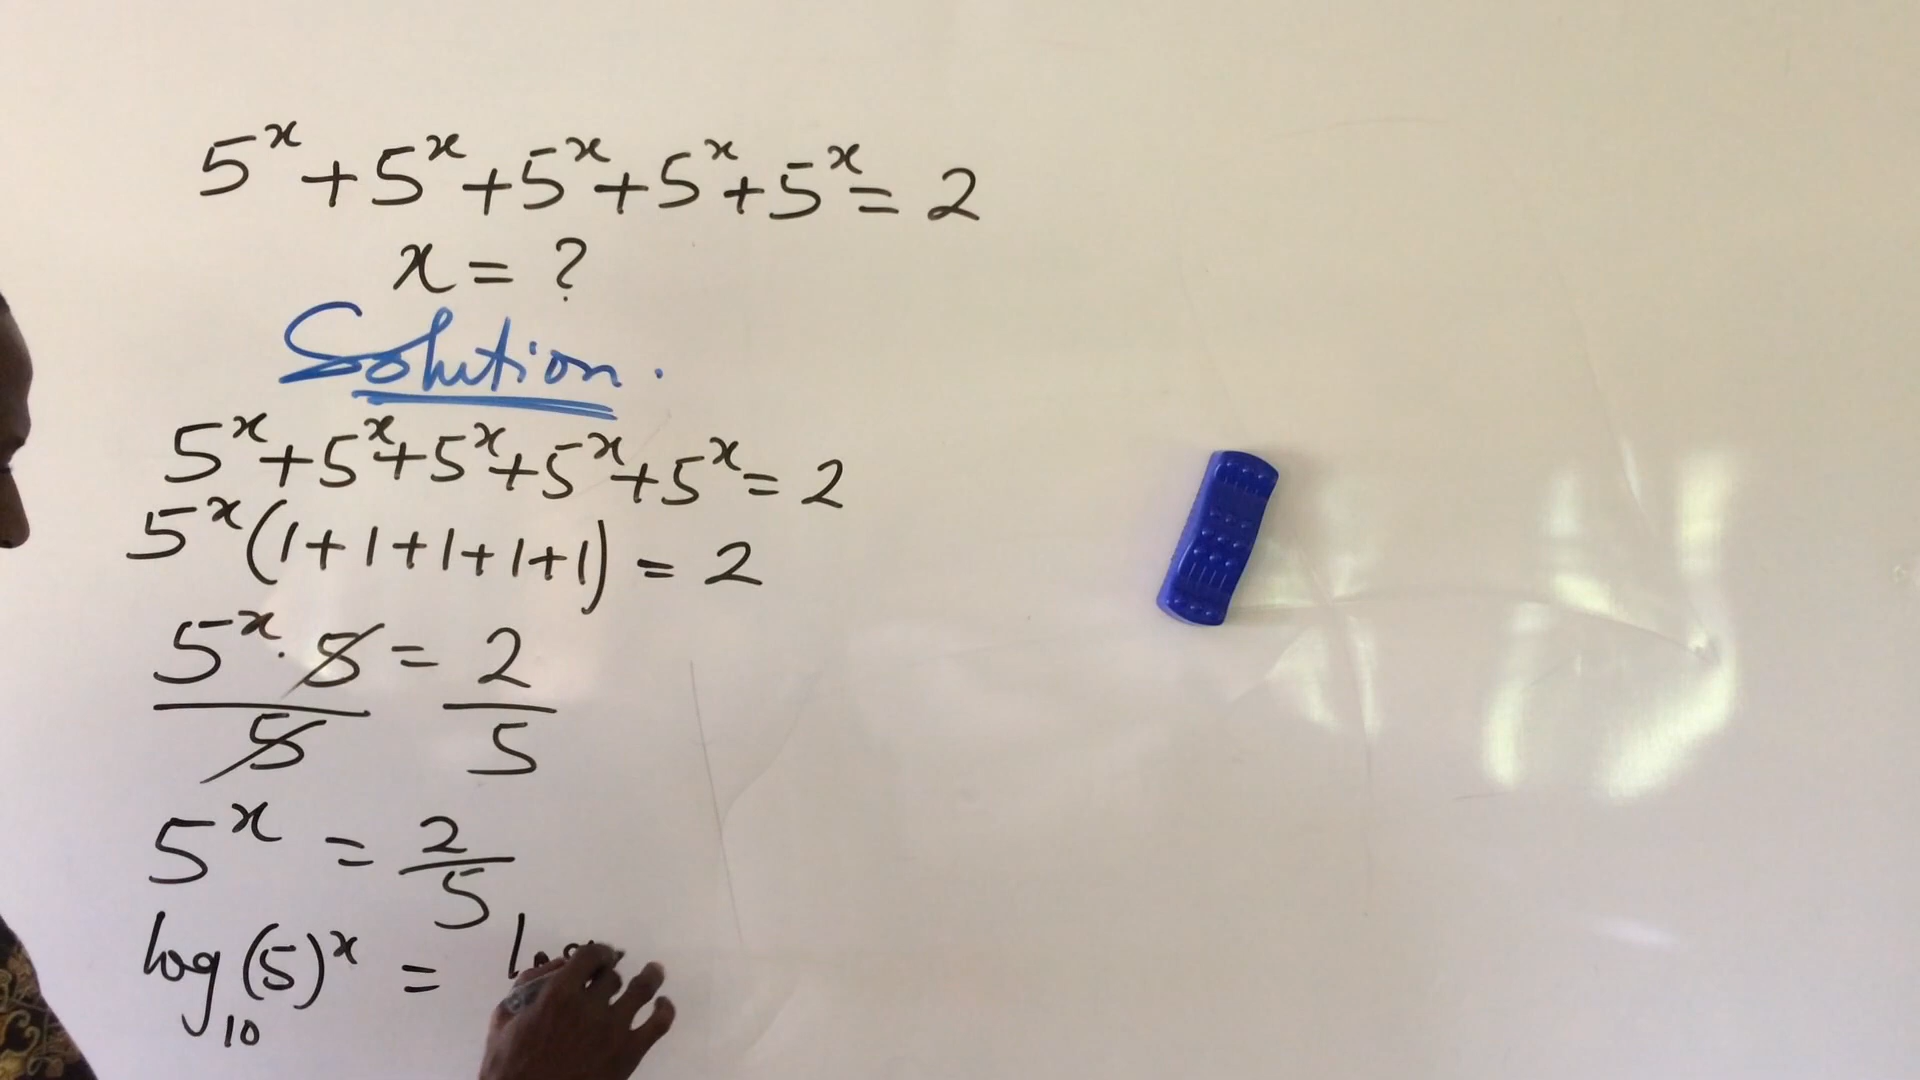 5^x + 5^x + 5^x + 5^x + 5^x = 2
x = ?
Solution.
5^x + 5^x + 5^x + 5^x + 5^x = 2
5^x (1 + 1 + 1 + 1 + 1) = 2
5^x · 5 / 5 = 2 / 5
5^x = 2/5
log_10 (5)^x =